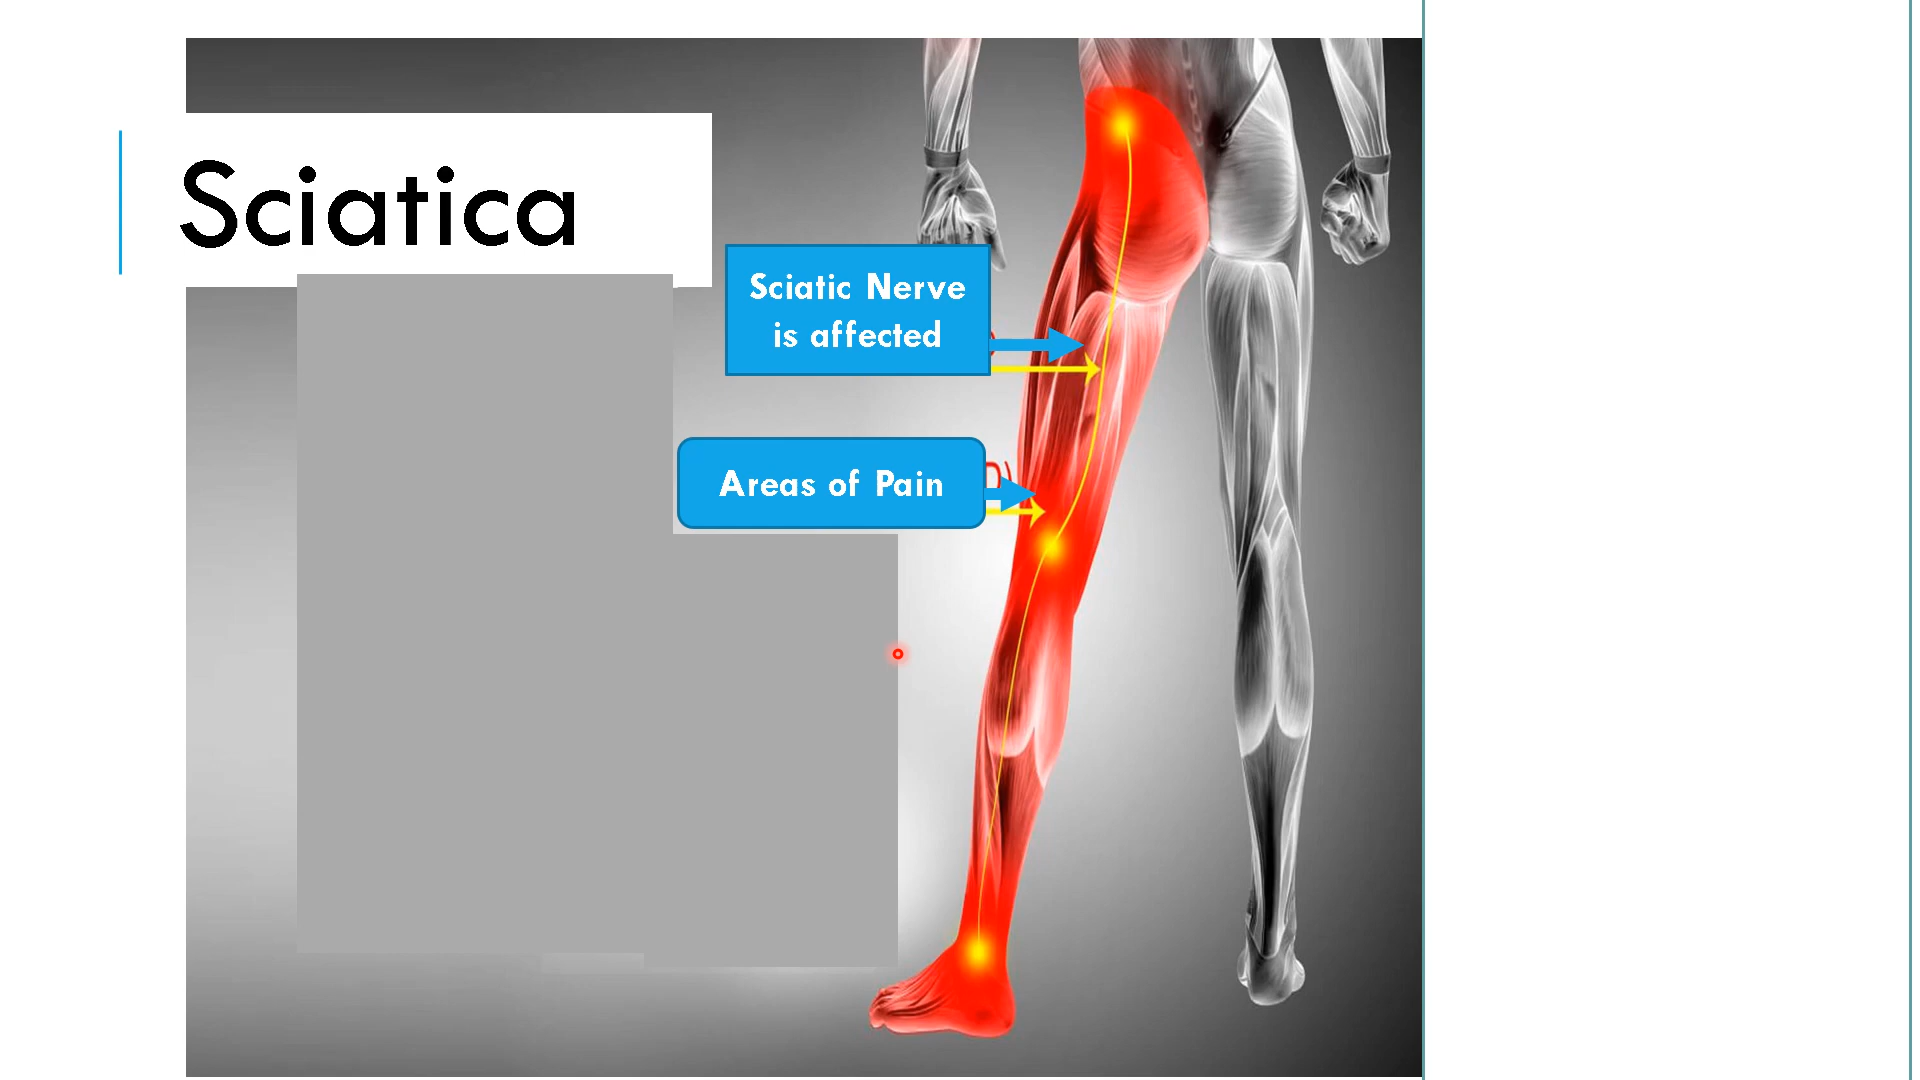 Sciatica
Sciatic Nerve
is affected
Areas of Pain